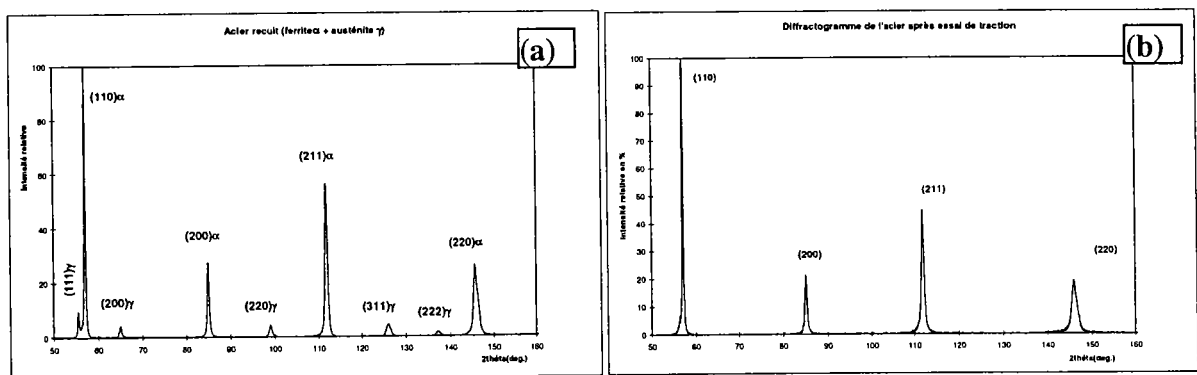 Acier recuit (ferriteα + austénite γ)
(a)
Intensité relative
100
80
60
40
20
0
(111)γ
(110)α
(200)γ
(200)α
(220)γ
(211)α
(311)γ
(222)γ
(220)α
50 60 70 80 90 100 110 120 130 140 150 160
2théta(deg.)
Diffractogramme de l'acier après essai de traction
(b)
Intensité relative en %
100
90
80
70
60
50
40
30
20
10
0
(110)
(200)
(211)
(220)
50 60 70 80 90 100 110 120 130 140 150 160
2théta(deg.)